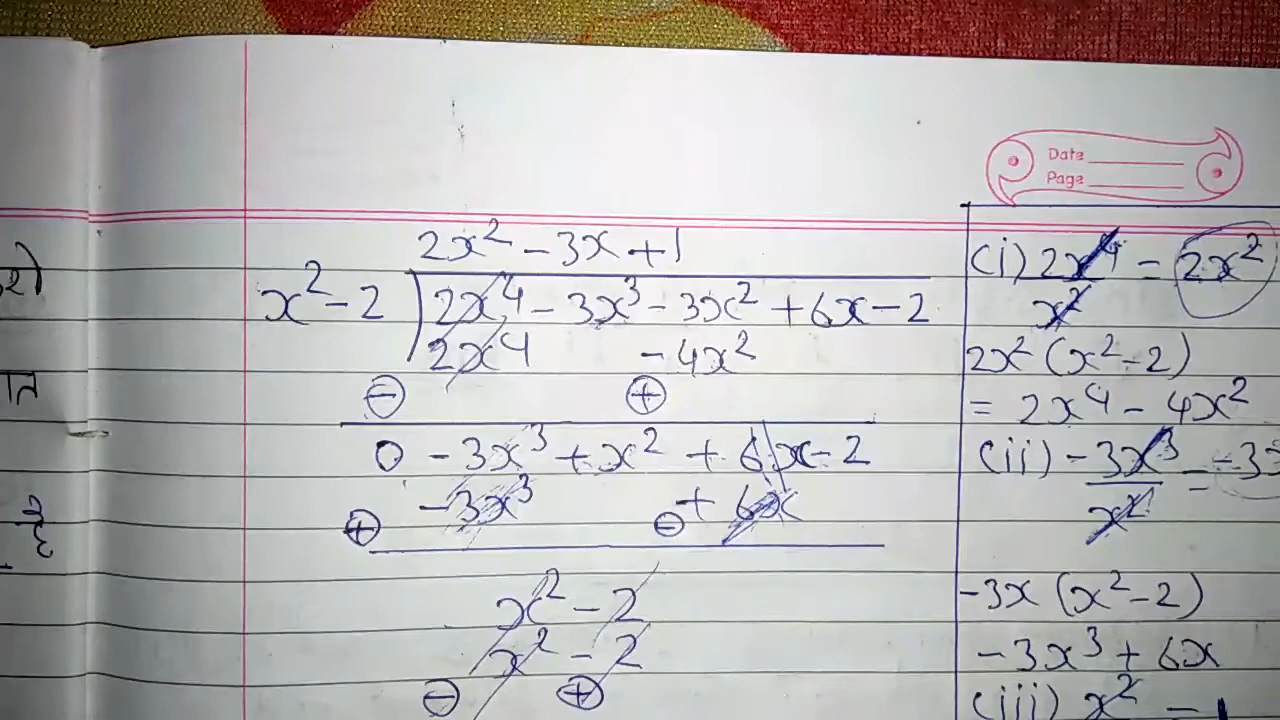 Date
Page
2x² - 3x + 1
x² - 2 ) 2x⁴ - 3x³ - 3x² + 6x - 2
2x⁴ - 4x²
⊖ ⊕
0 - 3x³ + x² + 6x - 2
- 3x³ + 6x
⊕ ⊖
x² - 2
x² - 2
⊖ ⊕
(i) 2x⁴ / x² = 2x²
2x² (x² - 2)
= 2x⁴ - 4x²
(ii) - 3x³ / x² = -3x
-3x (x² - 2)
- 3x³ + 6x
(iii) x² = 1